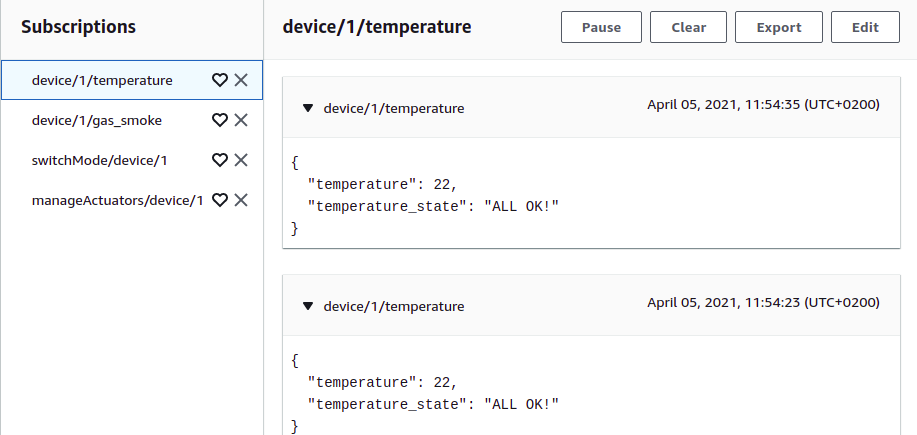 Subscriptions
device/1/temperature
device/1/gas_smoke
switchMode/device/1
manageActuators/device/1
device/1/temperature
Pause
Clear
Export
Edit
device/1/temperature
April 05, 2021, 11:54:35 (UTC+0200)
{
"temperature": 22,
"temperature_state": "ALL OK!"
}
device/1/temperature
April 05, 2021, 11:54:23 (UTC+0200)
{
"temperature": 22,
"temperature_state": "ALL OK!"
}